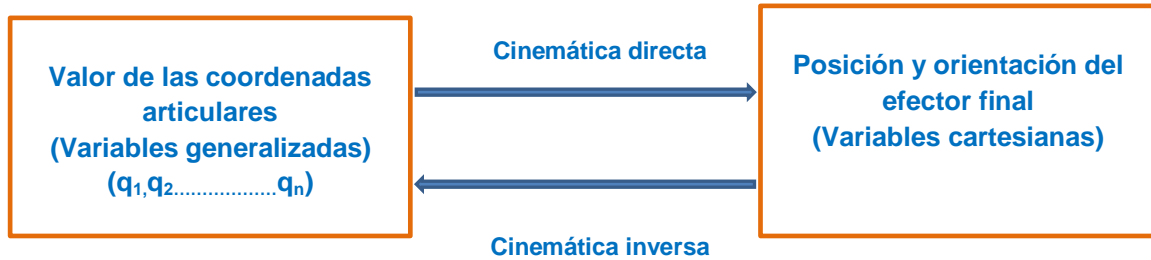 Valor de las coordenadas
articulares
(Variables generalizadas)
(q1,q2..................qn)
Cinemática directa
Cinemática inversa
Posición y orientación del
efector final
(Variables cartesianas)